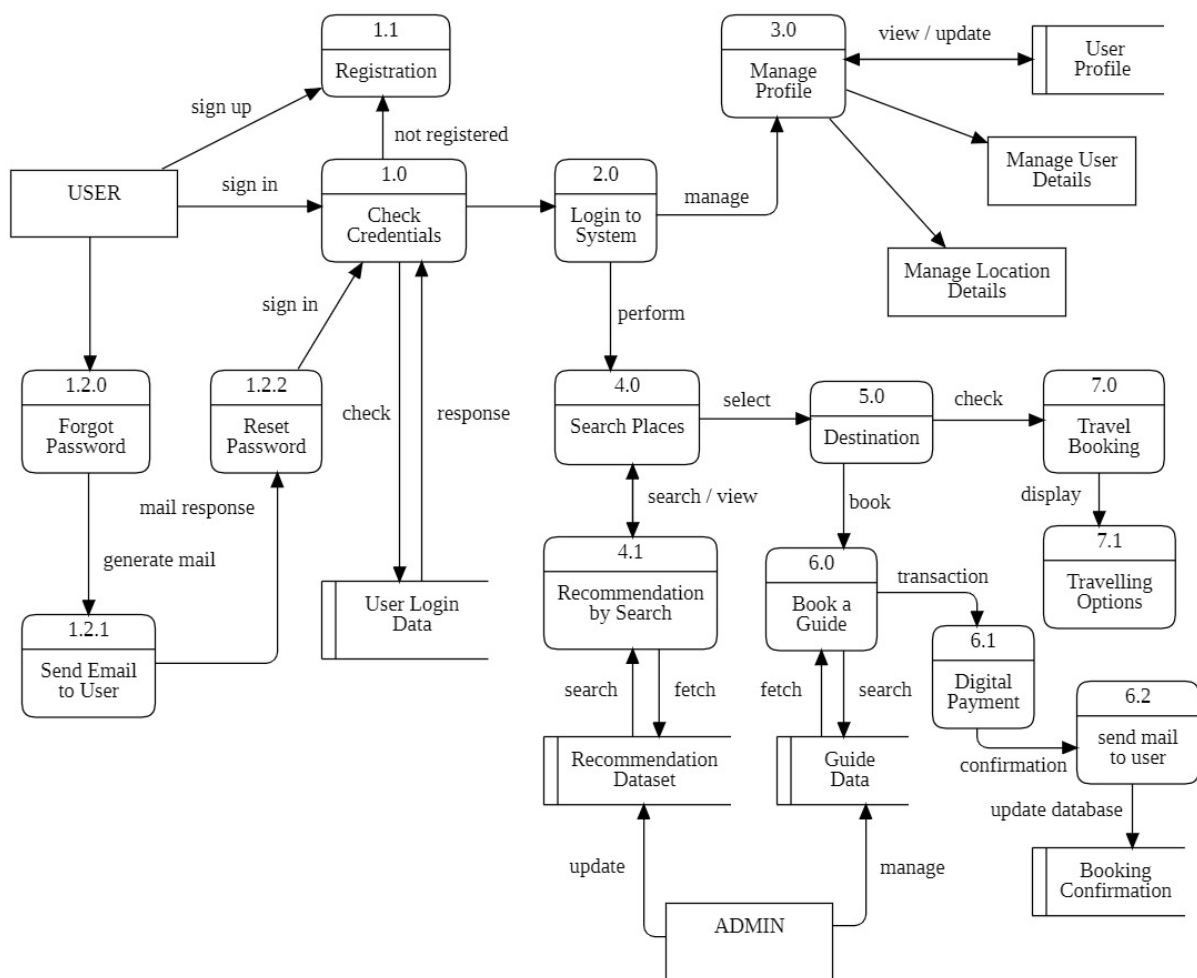 1.1
Registration
sign up
not registered
USER
sign in
1.0
Check
Credentials
2.0
Login to
System
manage
3.0
Manage
Profile
view / update
User
Profile
Manage User
Details
Manage Location
Details
sign in
perform
1.2.0
Forgot
Password
1.2.2
Reset
Password
check
response
4.0
Search Places
select
5.0
Destination
check
7.0
Travel
Booking
mail response
generate mail
search / view
book
display
1.2.1
Send Email
to User
User Login
Data
4.1
Recommendation
by Search
6.0
Book a
Guide
transaction
7.1
Travelling
Options
6.1
Digital
Payment
search
fetch
fetch
search
6.2
send mail
to user
confirmation
Recommendation
Dataset
Guide
Data
update database
Booking
Confirmation
update
manage
ADMIN